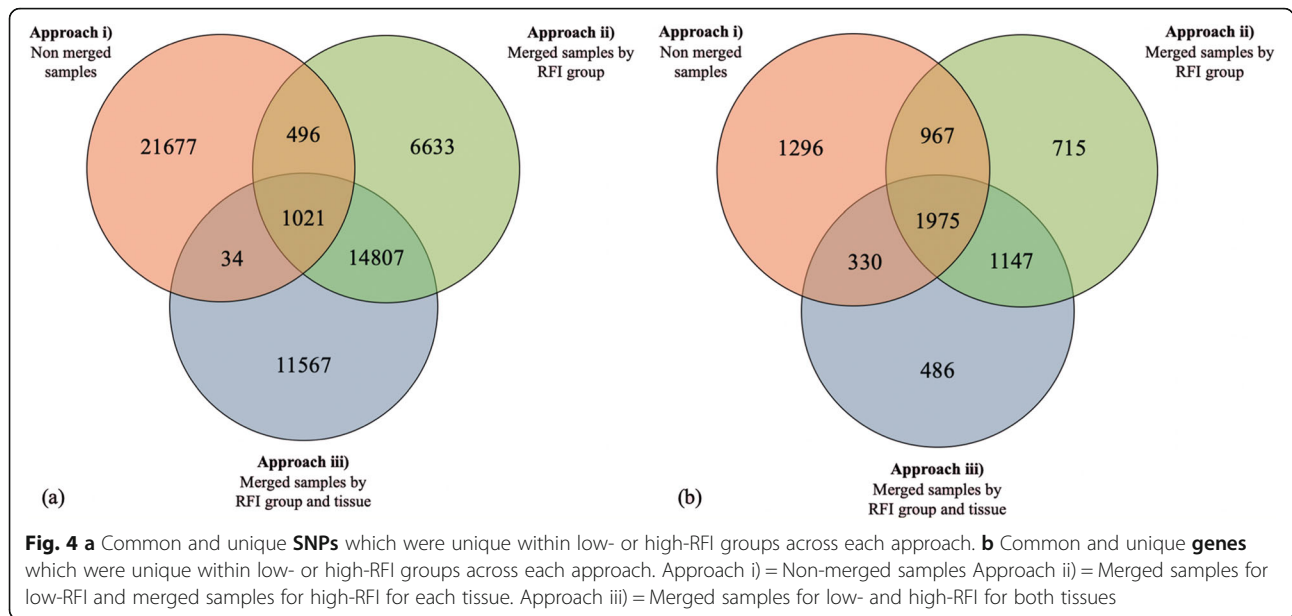 Approach i)
Non merged
samples
Approach ii)
Merged samples by
RFI group
21677
496
6633
1021
34
14807
11567
Approach iii)
Merged samples by
RFI group and tissue
(a)
Approach i)
Non merged
samples
Approach ii)
Merged samples by
RFI group
1296
967
715
1975
330
1147
486
Approach iii)
Merged samples by
RFI group and tissue
(b)
Fig. 4 a Common and unique SNPs which were unique within low- or high-RFI groups across each approach. b Common and unique genes
which were unique within low- or high-RFI groups across each approach. Approach i) = Non-merged samples Approach ii) = Merged samples for
low-RFI and merged samples for high-RFI for each tissue. Approach iii) = Merged samples for low- and high-RFI for both tissues